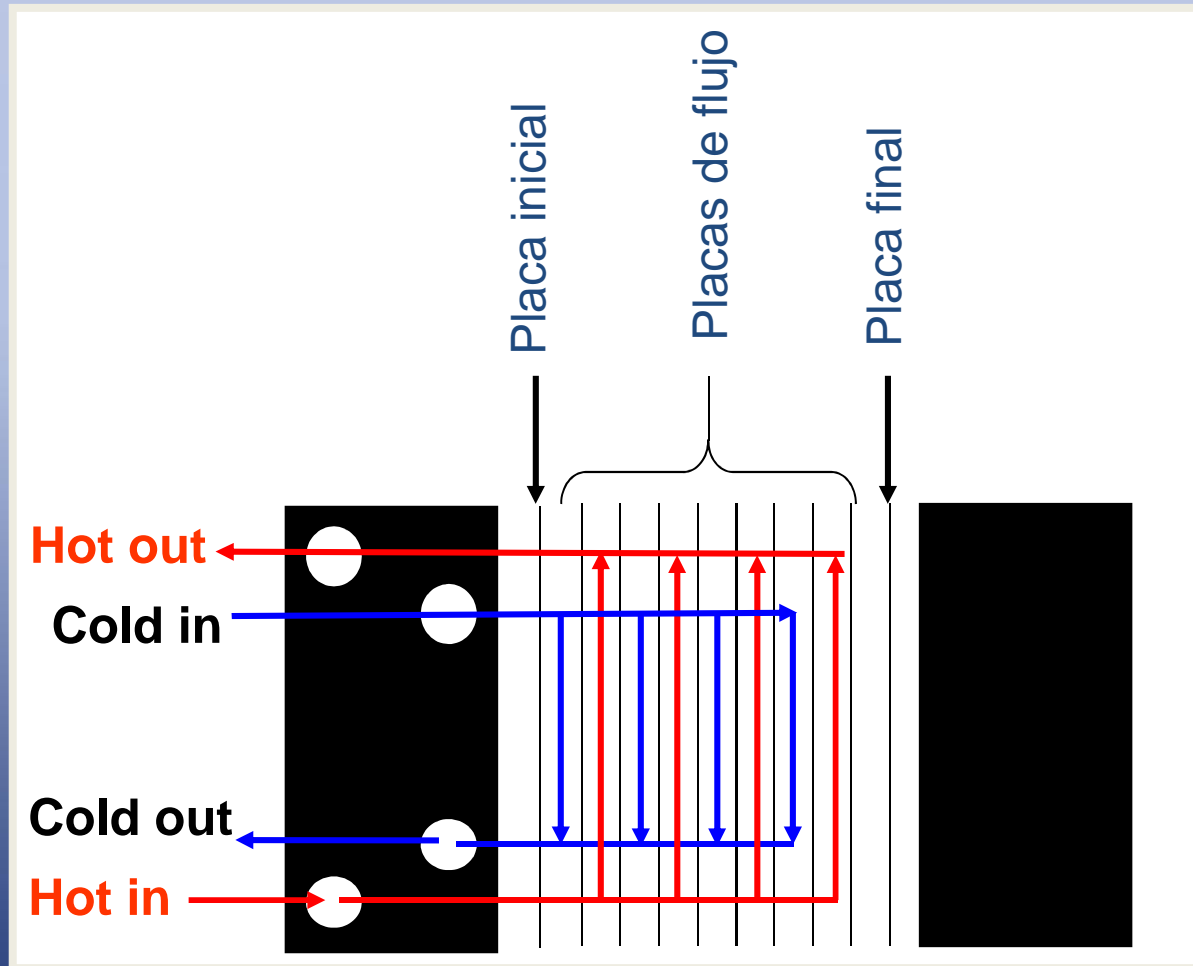 Placa inicial
Placas de flujo
Placa final
Hot out
Cold in
Cold out
Hot in